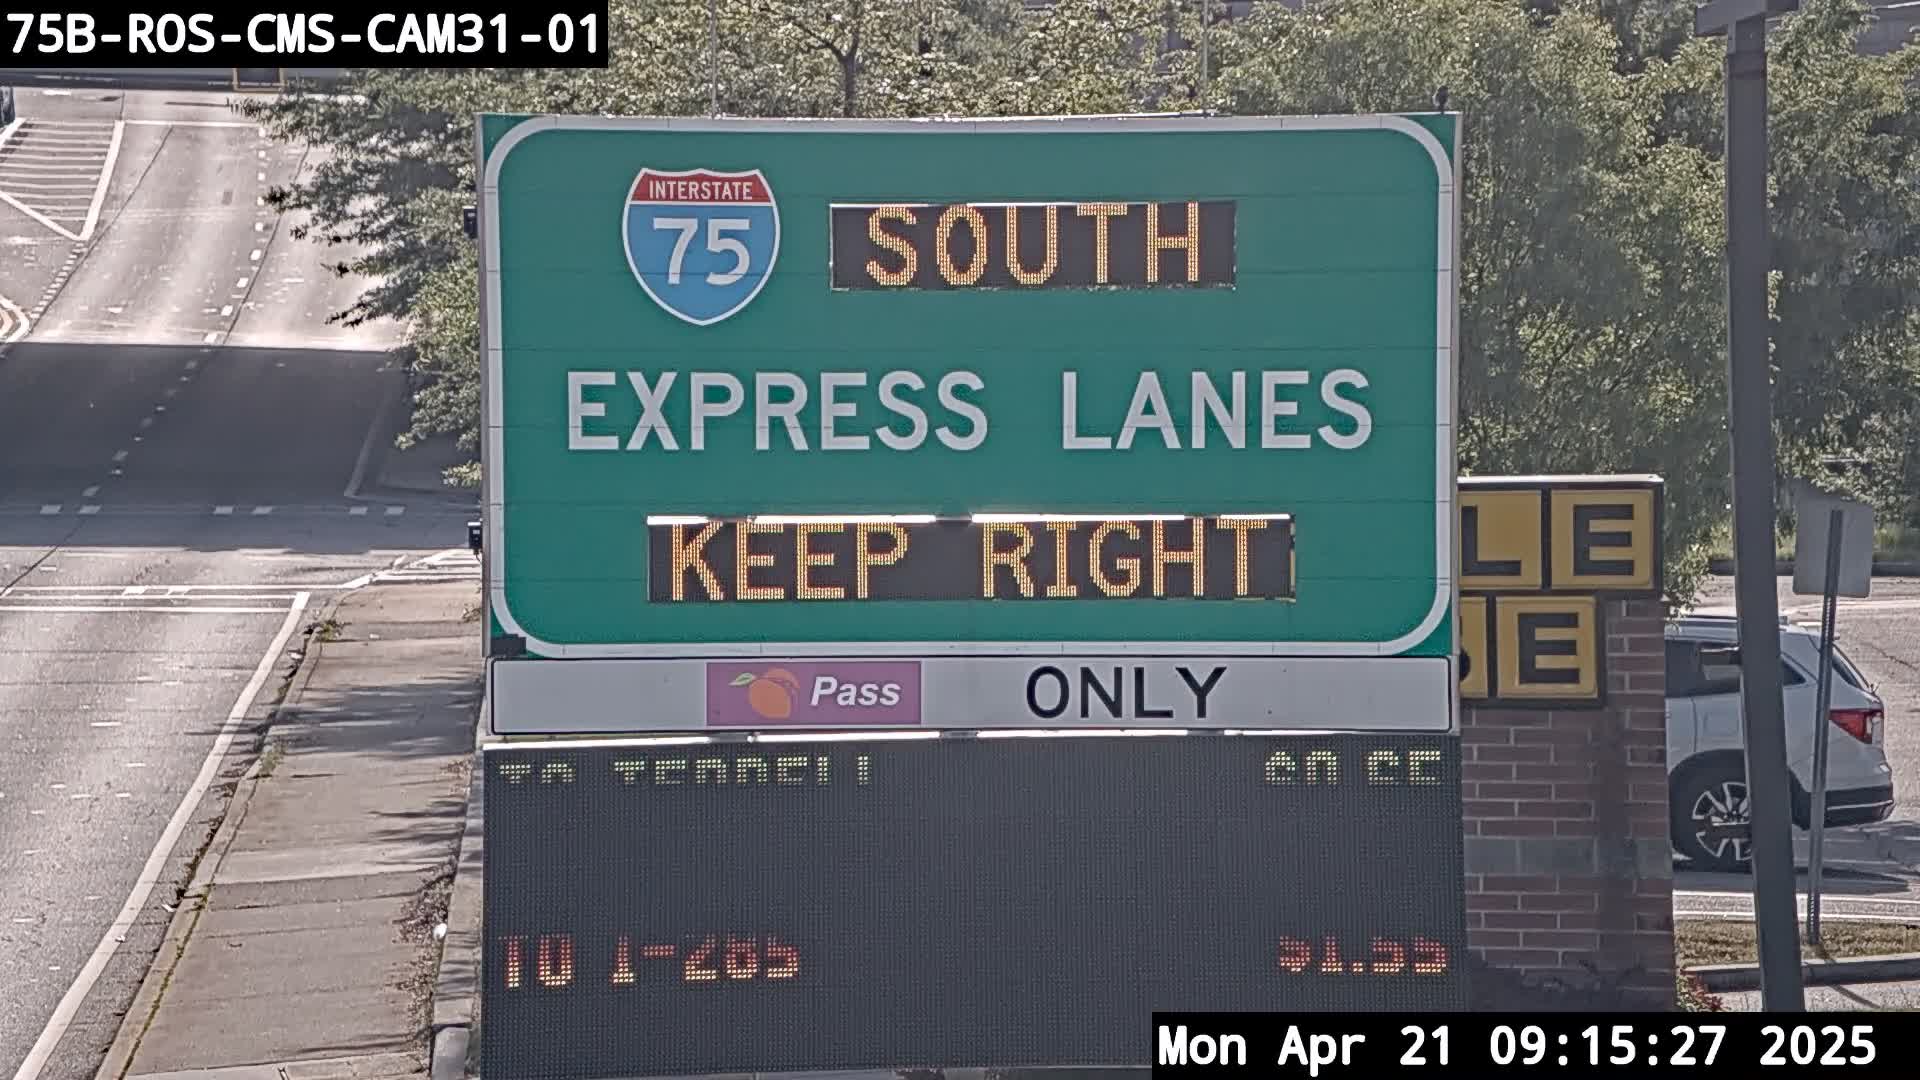 75B-ROS-CMS-CAM31-01
INTERSTATE
75
SOUTH
EXPRESS LANES
KEEP RIGHT
LE
E
Pass ONLY
TO I-285
Mon Apr 21 09:15:27 2025